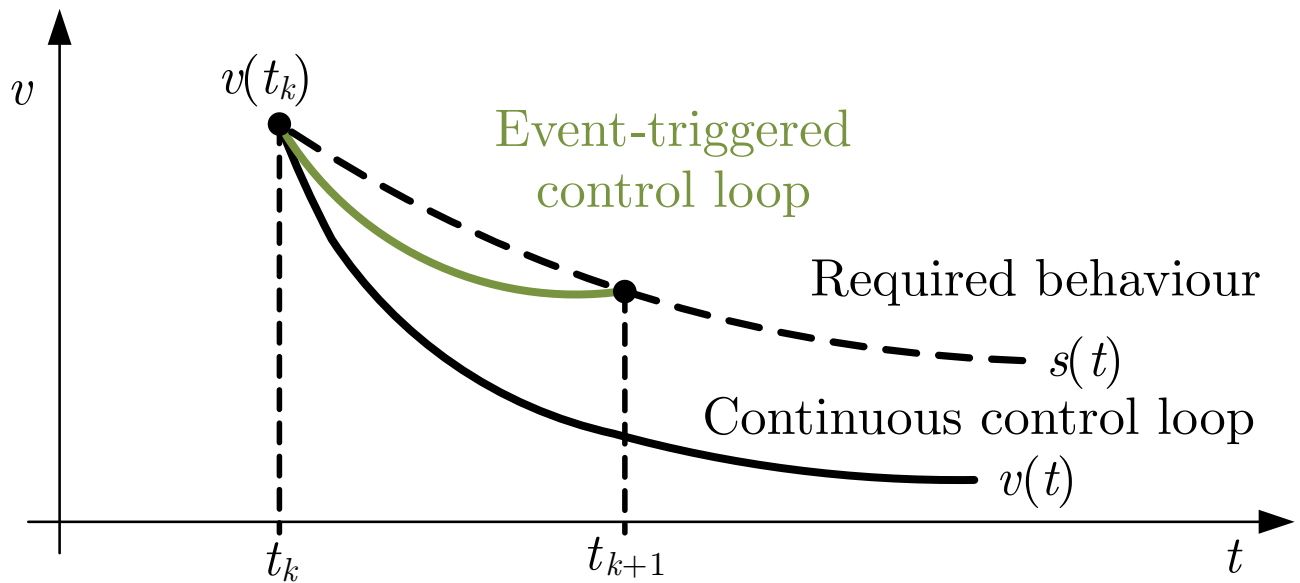 v
v(t_k)
Event-triggered
control loop
Required behaviour
s(t)
Continuous control loop
v(t)
t_k
t_{k+1}
t